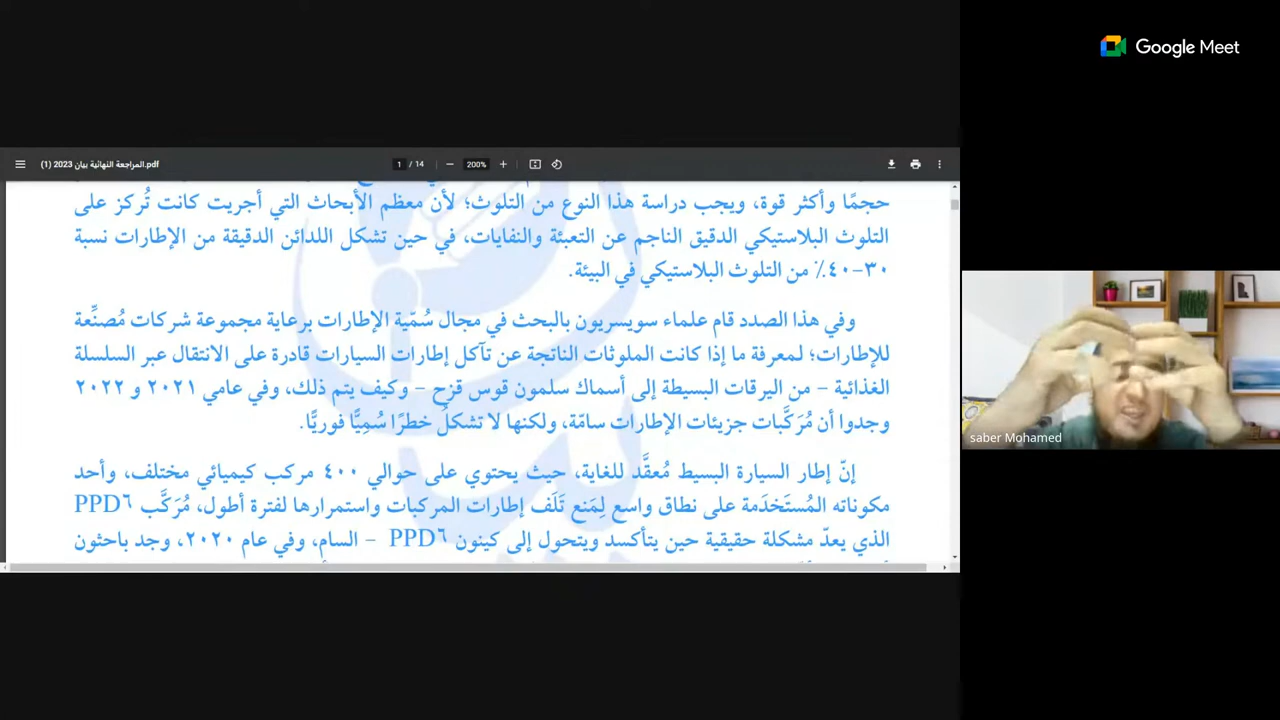 Google Meet
المراجعة النهائية بيان 2023 (1).pdf
1 / 14
200%
حجمًا وأكثر قوة، ويجب دراسة هذا النوع من التلوث؛ لأن معظم الأبحاث التي أجريت كانت تُركز على
التلوث البلاستيكي الدقيق الناجم عن التعبئة والنفايات، في حين تشكل اللدائن الدقيقة من الإطارات نسبة
٣٠-٤٠٪ من التلوث البلاستيكي في البيئة.
وفي هذا الصدد قام علماء سويسريون بالبحث في مجال سُمّية الإطارات برعاية مجموعة شركات مُصنِّعة
للإطارات؛ لمعرفة ما إذا كانت الملوثات الناتجة عن تآكل إطارات السيارات قادرة على الانتقال عبر السلسلة
الغذائية – من اليرقات البسيطة إلى أسماك سلمون قوس قزح – وكيف يتم ذلك، وفي عامي ٢٠٢١ و ٢٠٢٢
وجدوا أن مُرَكَّبات جزيئات الإطارات سامّة، ولكنها لا تشكلُ خطرًا سُمِيًّا فوريًّا.
إنّ إطار السيارة البسيط مُعقَّد للغاية، حيث يحتوي على حوالي ٤٠٠ مركب كيميائي مختلف، وأحد
مكوناته المُستَخدَمة على نطاق واسع لِمَنع تَلَف إطارات المركبات واستمرارها لفترة أطول، مُرَكَّب PPD٦
الذي يعدّ مشكلة حقيقية حين يتأكسد ويتحول إلى كينون PPD٦ – السام، وفي عام ٢٠٢٠، وجد باحثون
saber Mohamed